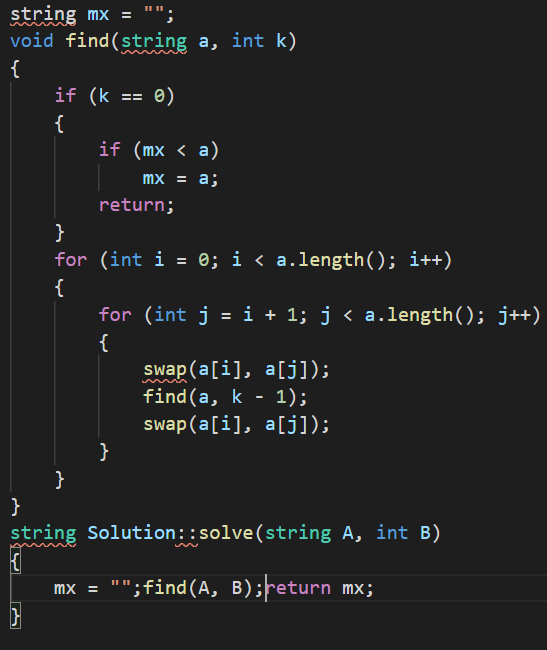 string mx = "";
void find(string a, int k)
{
    if (k == 0)
    {
        if (mx < a)
            mx = a;
        return;
    }
    for (int i = 0; i < a.length(); i++)
    {
        for (int j = i + 1; j < a.length(); j++)
        {
            swap(a[i], a[j]);
            find(a, k - 1);
            swap(a[i], a[j]);
        }
    }
}
string Solution::solve(string A, int B)
{
    mx = "";find(A, B);return mx;
}